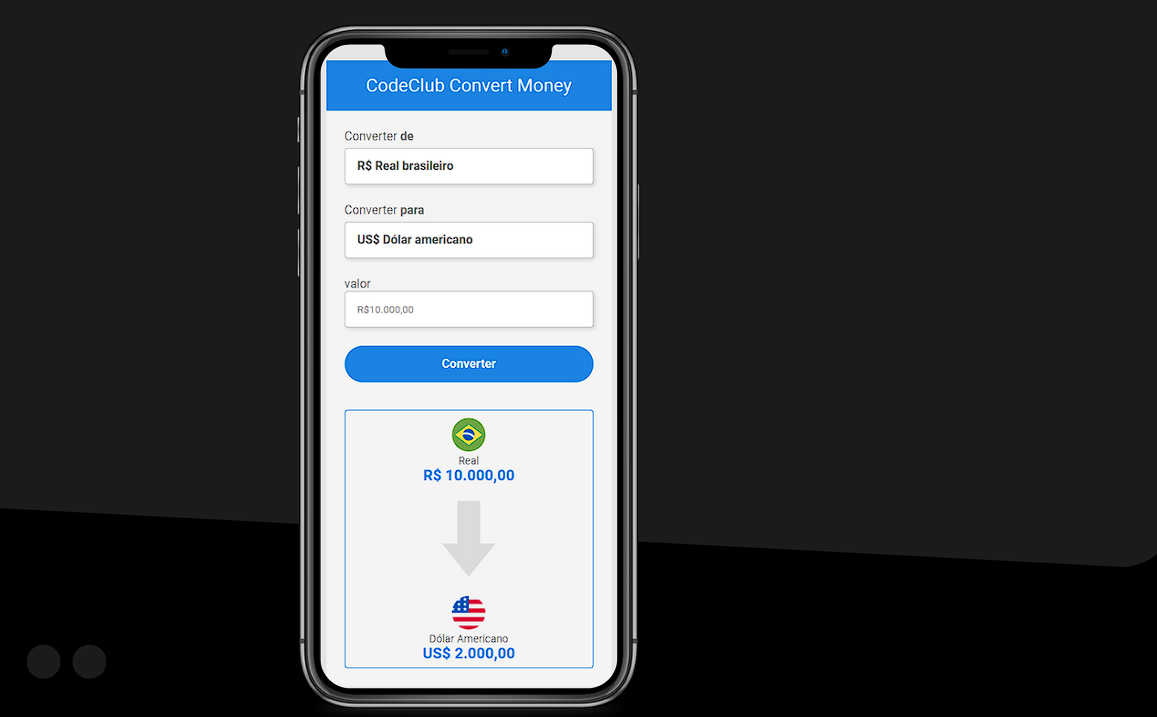 CodeClub Convert Money
Converter de
R$ Real brasileiro
Converter para
US$ Dólar americano
valor
R$10.000,00
Converter
Real
R$ 10.000,00
Dólar Americano
US$ 2.000,00